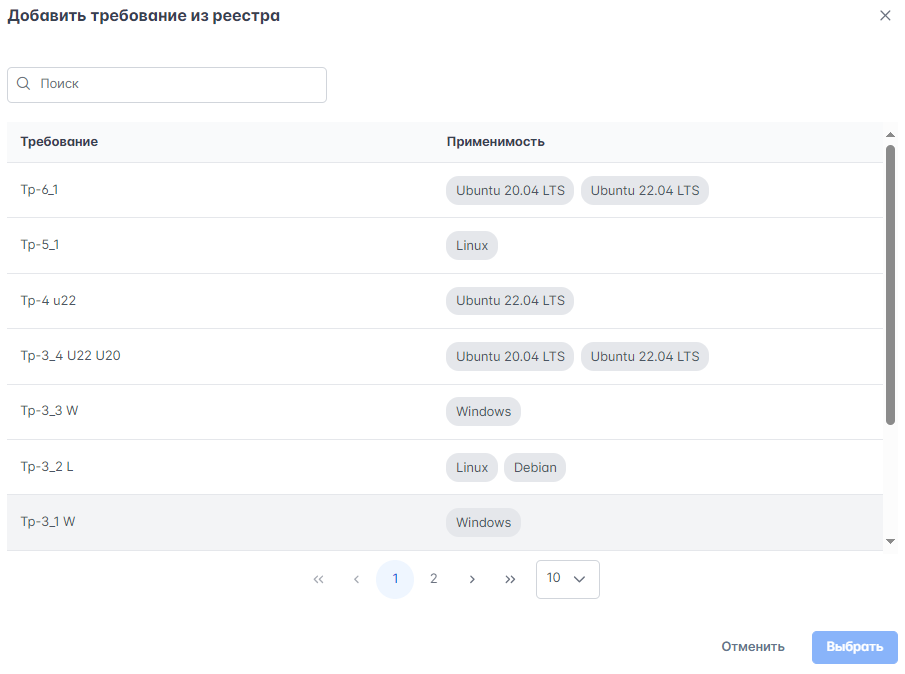 Добавить требование из реестра
Поиск
Требование Применимость
Тр-6_1 Ubuntu 20.04 LTS Ubuntu 22.04 LTS
Тр-5_1 Linux
Тр-4 u22 Ubuntu 22.04 LTS
Тр-3_4 U22 U20 Ubuntu 20.04 LTS Ubuntu 22.04 LTS
Тр-3_3 W Windows
Тр-3_2 L Linux Debian
Тр-3_1 W Windows
1 2 10
Отменить Выбрать